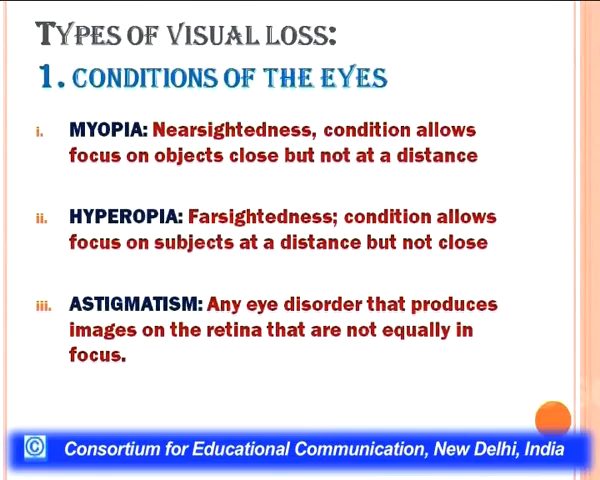 TYPES OF VISUAL LOSS:
1. CONDITIONS OF THE EYES
i. MYOPIA: Nearsightedness, condition allows
focus on objects close but not at a distance
ii. HYPEROPIA: Farsightedness; condition allows
focus on subjects at a distance but not close
iii. ASTIGMATISM: Any eye disorder that produces
images on the retina that are not equally in
focus.
© Consortium for Educational Communication, New Delhi, India